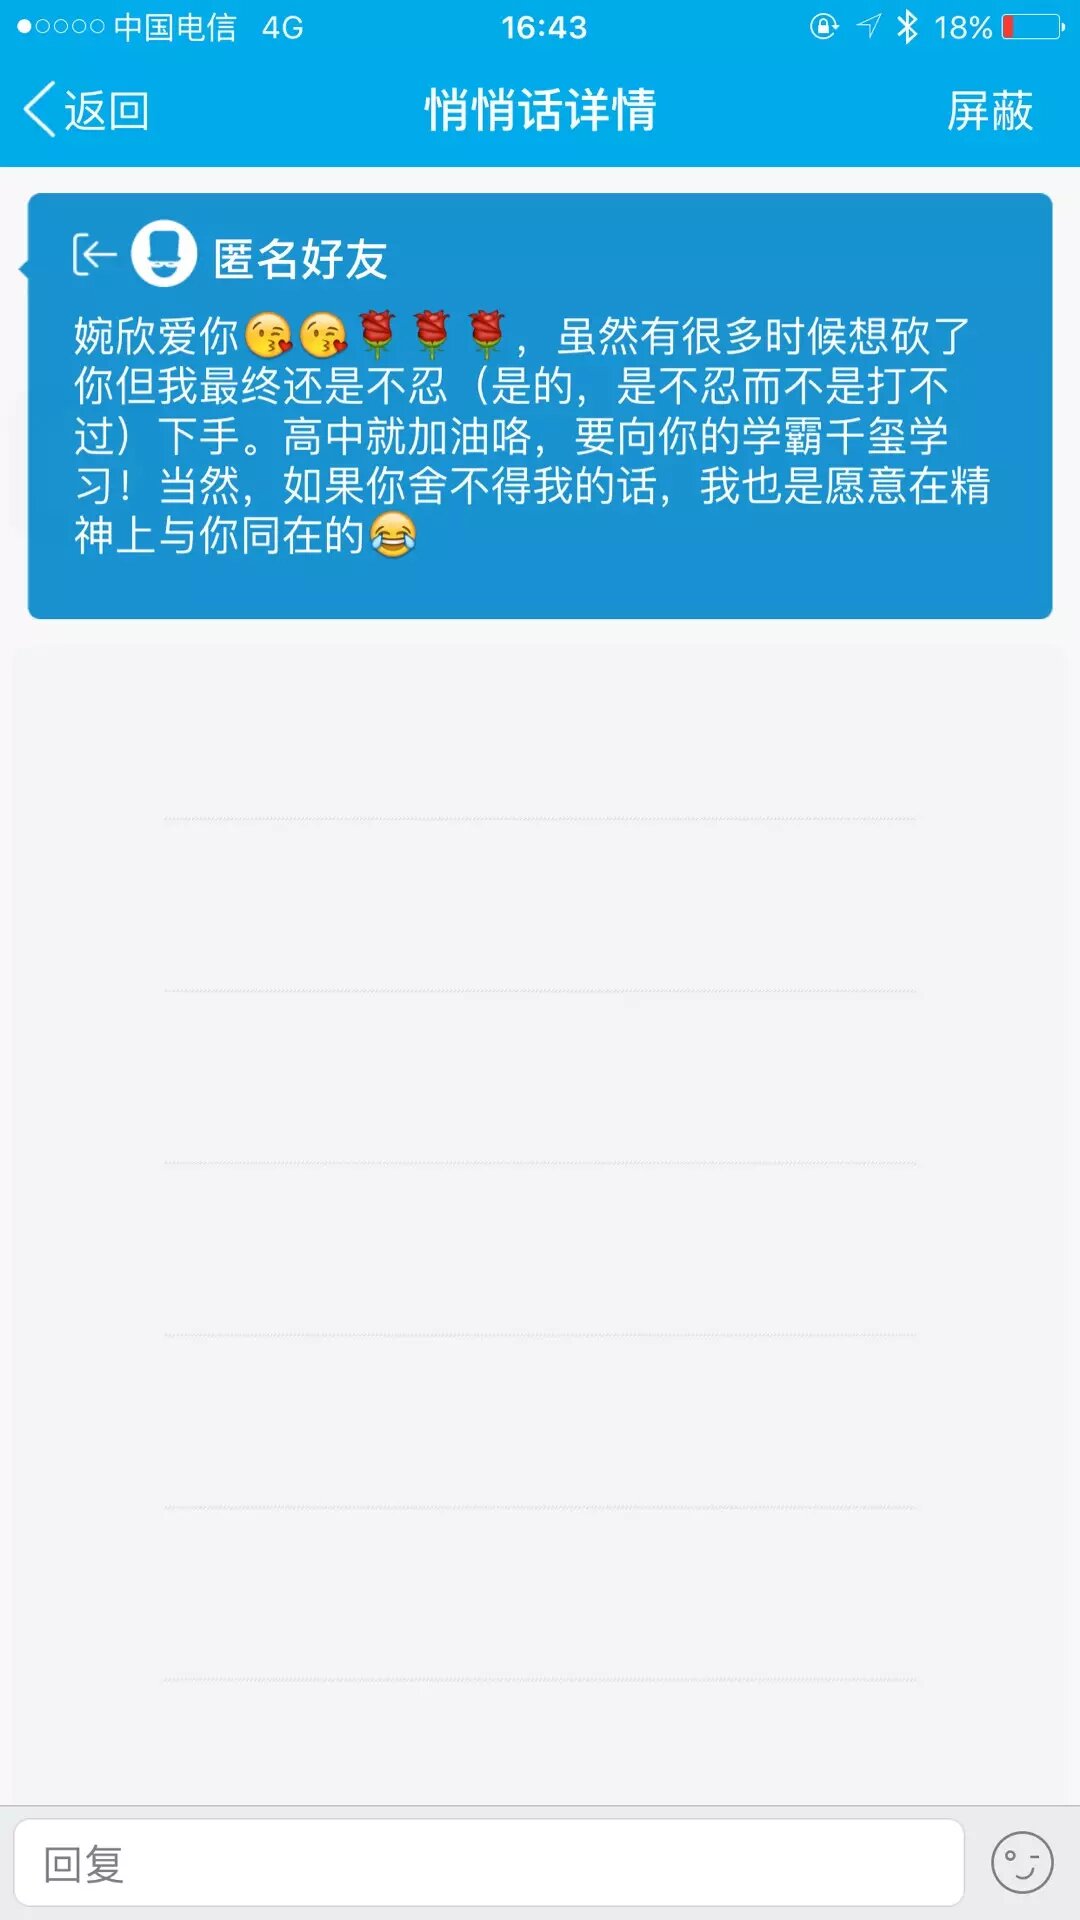 中国电信 4G 16:43 18%
返回 悄悄话详情 屏蔽
匿名好友
婉欣爱你😘😘🌹🌹🌹，虽然有很多时候想砍了
你但我最终还是不忍（是的，是不忍而不是打不
过）下手。高中就加油咯，要向你的学霸千玺学
习！当然，如果你舍不得我的话，我也是愿意在精
神上与你同在的😂
回复